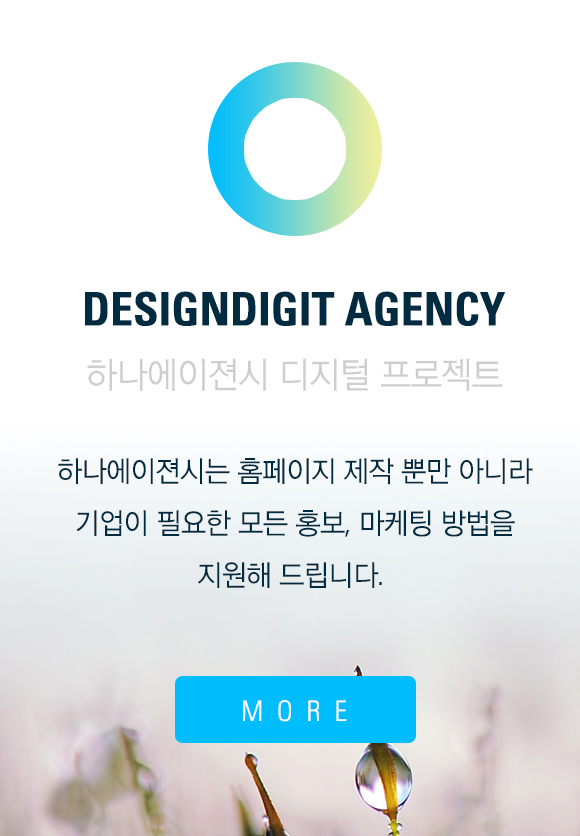 DESIGNDIGIT AGENCY
하나에이젼시 디지털 프로젝트
하나에이젼시는 홈페이지 제작 뿐만 아니라
기업이 필요한 모든 홍보, 마케팅 방법을
지원해 드립니다.
MORE